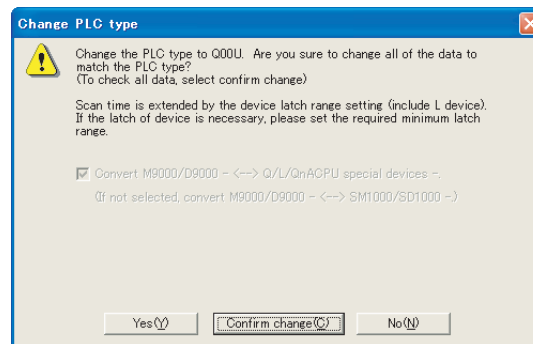 Change PLC type
Change the PLC type to Q00U. Are you sure to change all of the data to
match the PLC type?
(To check all data, select confirm change)
Scan time is extended by the device latch range setting (include L device).
If the latch of device is necessary, please set the required minimum latch
range.
Convert M9000/D9000 - <--> Q/L/QnACPU special devices -.
(If not selected, convert M9000/D9000 - <--> SM1000/SD1000 -.)
Yes(Y) Confirm change(C) No(N)